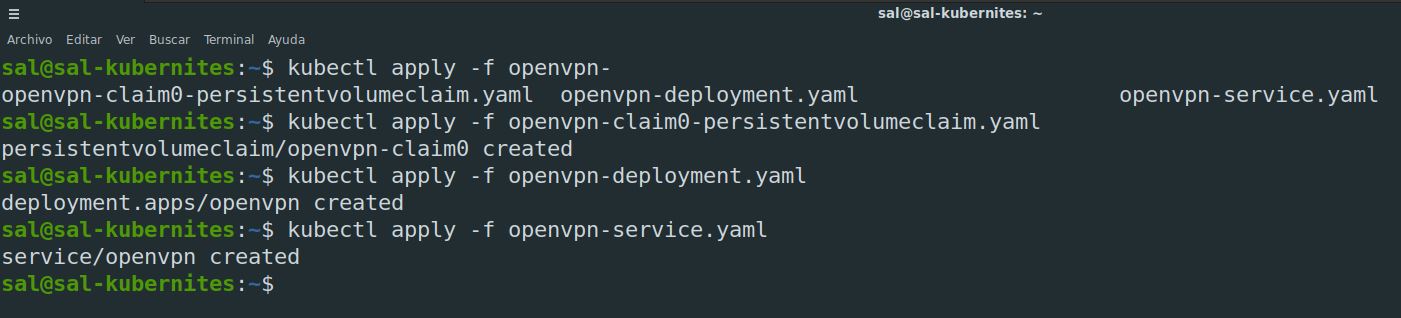 sal@sal-kubernites: ~
Archivo Editar Ver Buscar Terminal Ayuda
sal@sal-kubernites:~$ kubectl apply -f openvpn-
openvpn-claim0-persistentvolumeclaim.yaml openvpn-deployment.yaml openvpn-service.yaml
sal@sal-kubernites:~$ kubectl apply -f openvpn-claim0-persistentvolumeclaim.yaml
persistentvolumeclaim/openvpn-claim0 created
sal@sal-kubernites:~$ kubectl apply -f openvpn-deployment.yaml
deployment.apps/openvpn created
sal@sal-kubernites:~$ kubectl apply -f openvpn-service.yaml
service/openvpn created
sal@sal-kubernites:~$